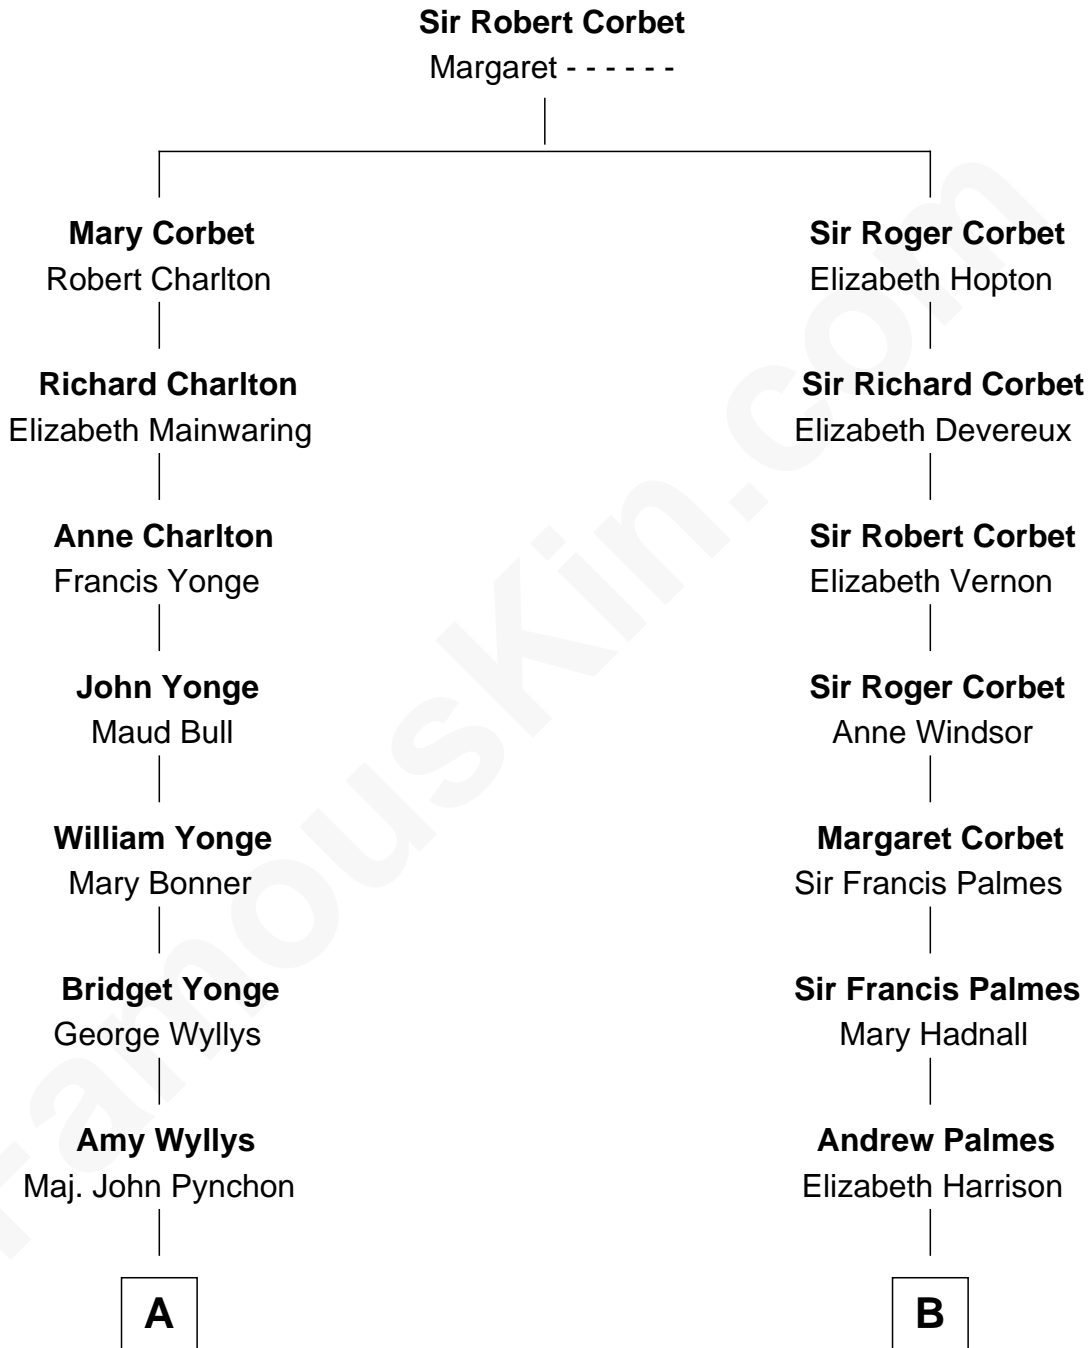 Sir Robert Corbet
Margaret - - - - - -
Mary Corbet
Robert Charlton
Sir Roger Corbet
Elizabeth Hopton
Richard Charlton
Elizabeth Mainwaring
Sir Richard Corbet
Elizabeth Devereux
Anne Charlton
Francis Yonge
Sir Robert Corbet
Elizabeth Vernon
John Yonge
Maud Bull
Sir Roger Corbet
Anne Windsor
William Yonge
Mary Bonner
Margaret Corbet
Sir Francis Palmes
Bridget Yonge
George Wyllys
Sir Francis Palmes
Mary Hadnall
Amy Wyllys
Maj. John Pynchon
Andrew Palmes
Elizabeth Harrison
A
B
FamousKin.com